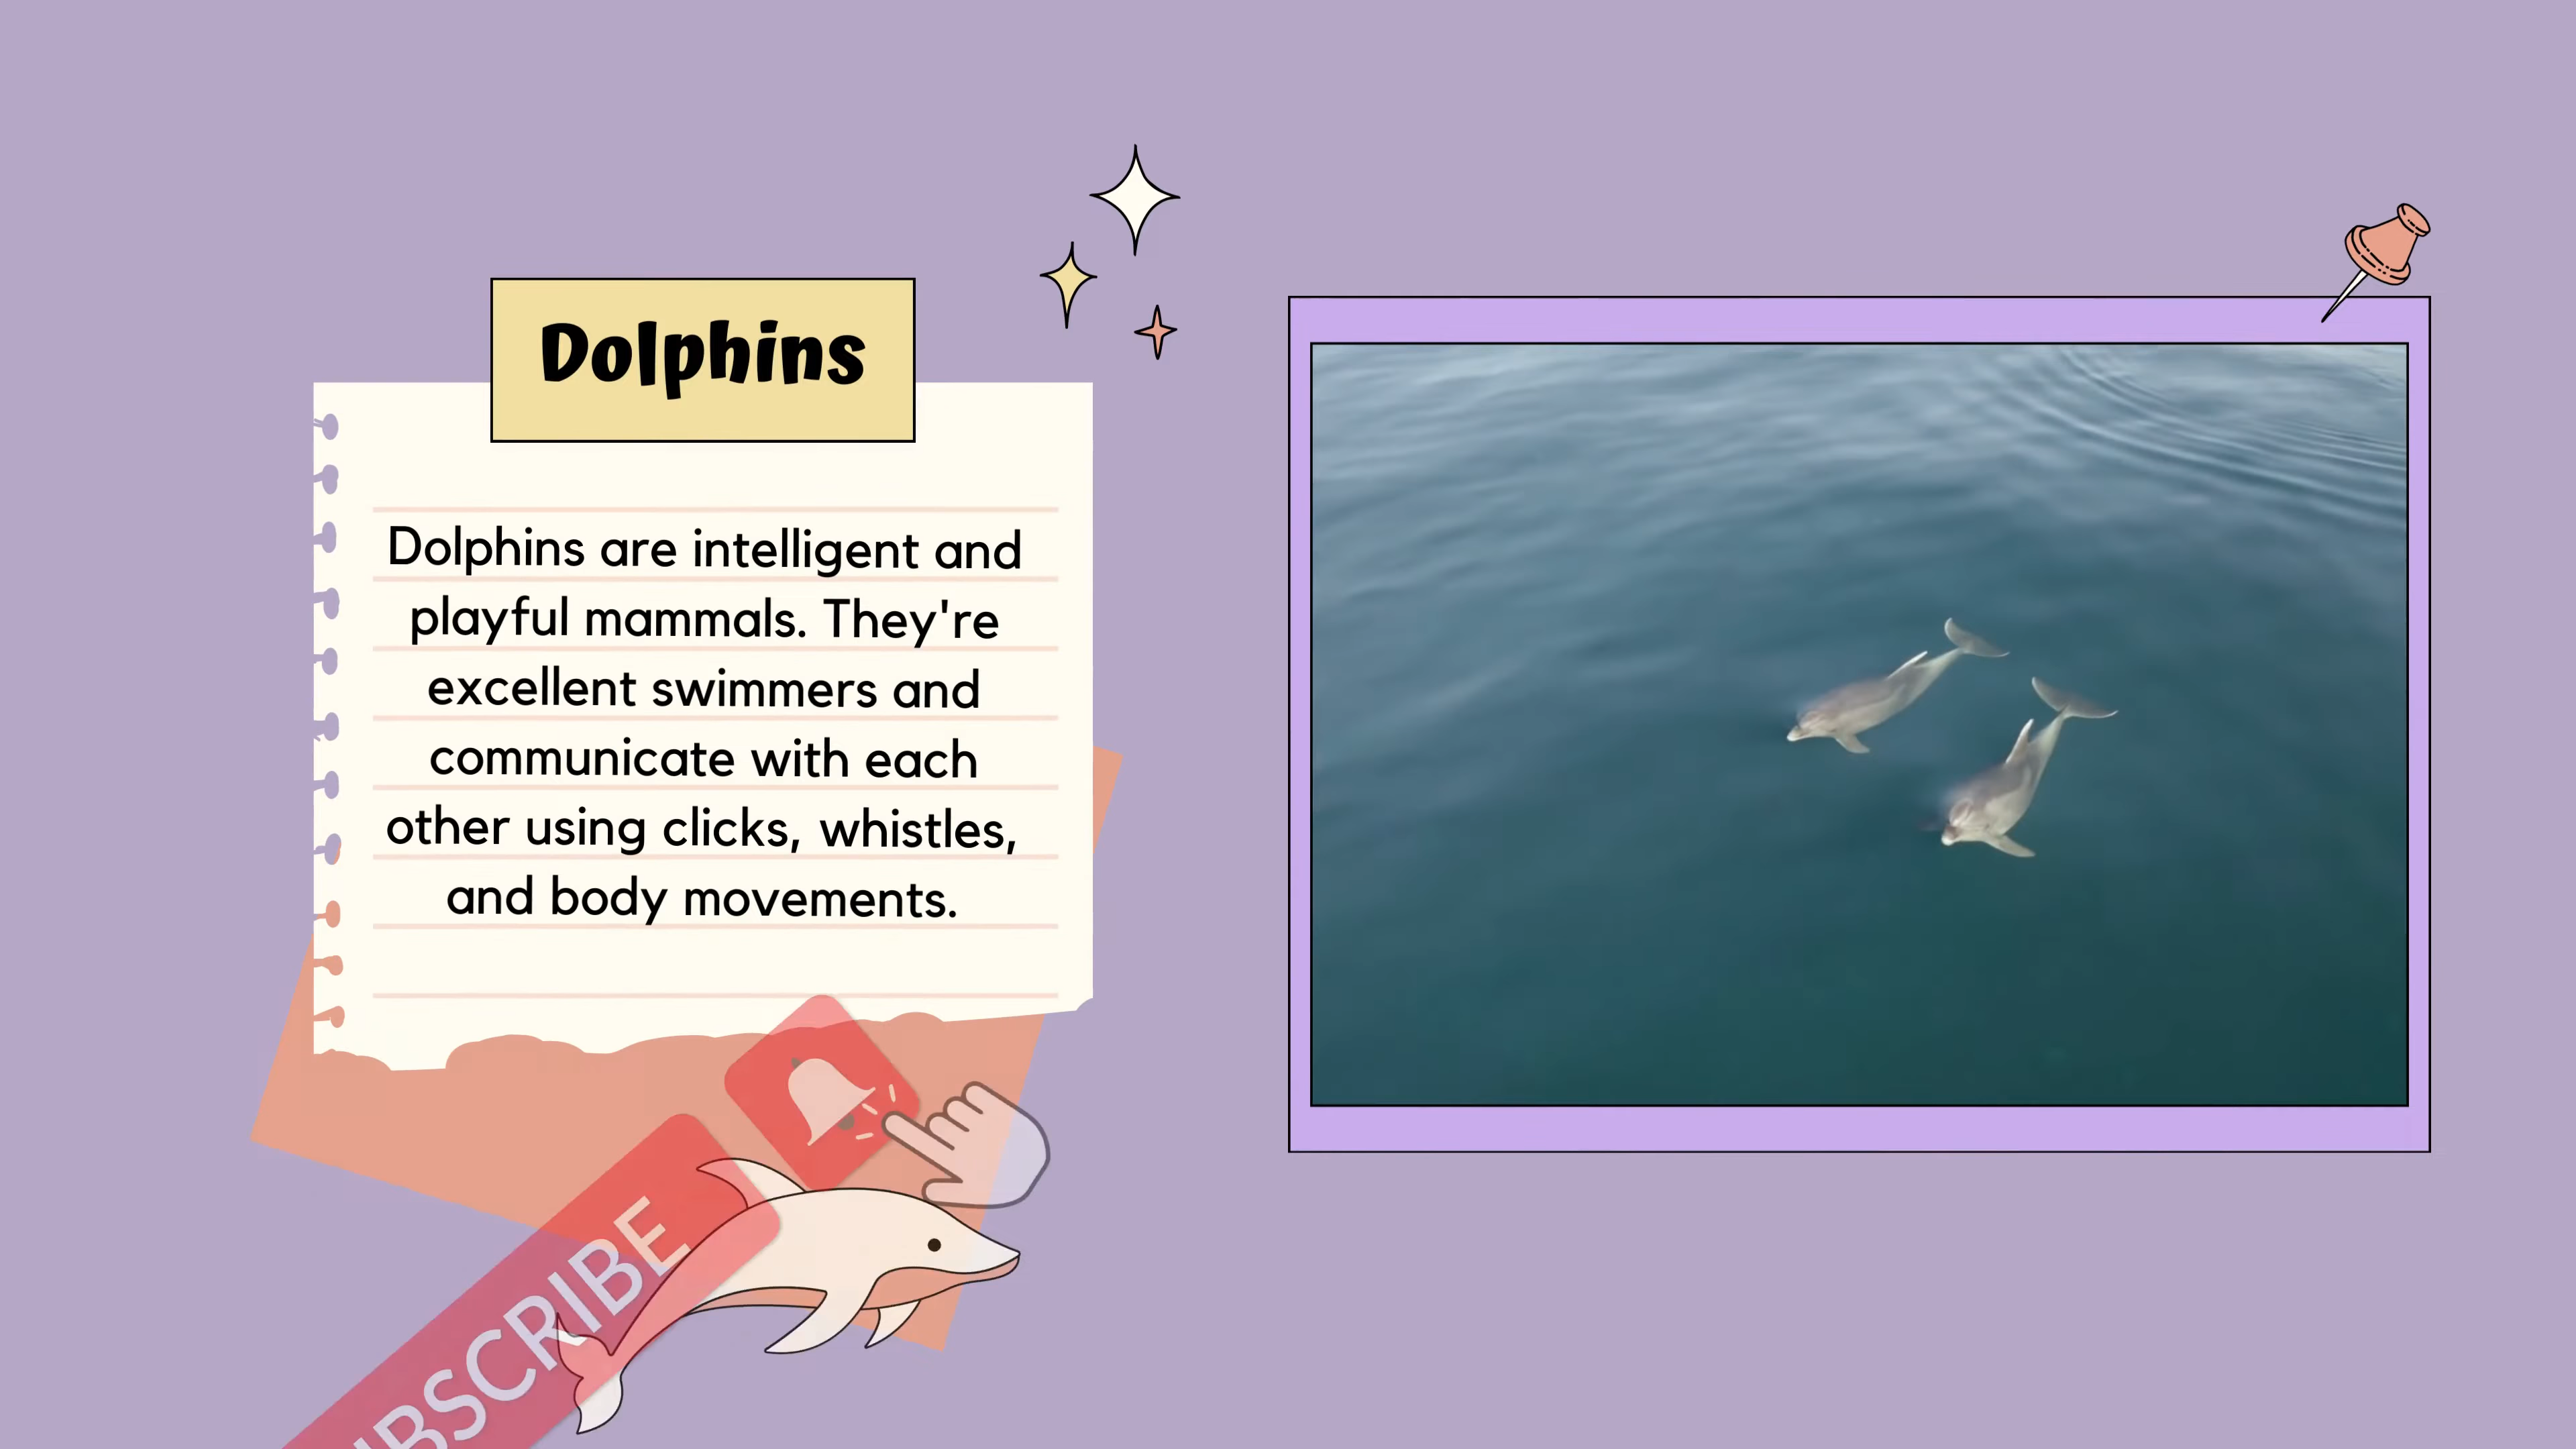 Dolphins
Dolphins are intelligent and
playful mammals. They're
excellent swimmers and
communicate with each
other using clicks, whistles,
and body movements.
BSCRIBE